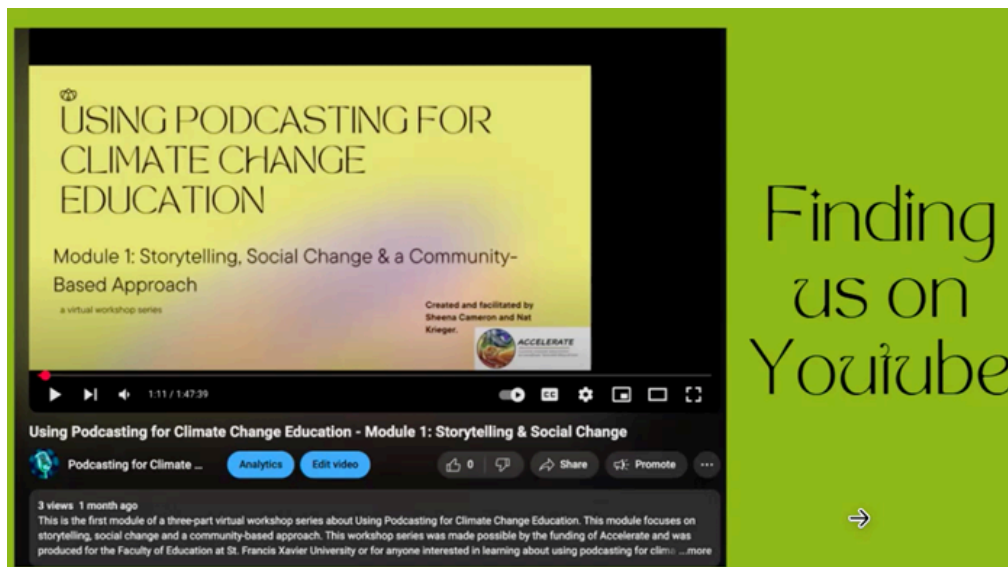 USING PODCASTING FOR
CLIMATE CHANGE
EDUCATION
Module 1: Storytelling, Social Change & a Community-
Based Approach
a virtual workshop series
Created and facilitated by
Sheena Cameron and Nat
Krieger.
ACCELERATE
1:11 / 1:47:39
CC
Using Podcasting for Climate Change Education - Module 1: Storytelling & Social Change
Podcasting for Climate ...
Analytics
Edit video
0
Share
Promote
3 views 1 month ago
This is the first module of a three-part virtual workshop series about Using Podcasting for Climate Change Education. This module focuses on
storytelling, social change and a community-based approach. This workshop series was made possible by the funding of Accelerate and was
produced for the Faculty of Education at St. Francis Xavier University or for anyone interested in learning about using podcasting for clima ...more
Finding
us on
Youtube